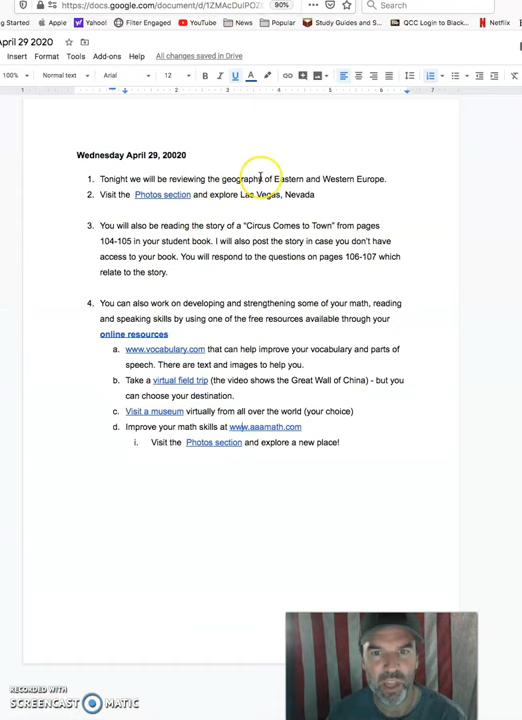 https://docs.google.com/document/d/1ZMAcDulPOZ
90%
Search
Started
Apple
Yahoo!
Filter Engaged
YouTube
News
Popular
Study Guides and S...
QCC Login to Black...
Netflix
April 29 2020
Insert Format Tools Add-ons Help All changes saved in Drive
100% Normal text Arial 12 B I U A
Wednesday April 29, 20020
1. Tonight we will be reviewing the geography of Eastern and Western Europe.
2. Visit the Photos section and explore Las Vegas, Nevada
3. You will also be reading the story of a “Circus Comes to Town” from pages
104-105 in your student book. I will also post the story in case you don’t have
access to your book. You will respond to the questions on pages 106-107 which
relate to the story.
4. You can also work on developing and strengthening some of your math, reading
and speaking skills by using one of the free resources available through your
online resources
a. www.vocabulary.com that can help improve your vocabulary and parts of
speech. There are text and images to help you.
b. Take a virtual field trip (the video shows the Great Wall of China) - but you
can choose your destination.
c. Visit a museum virtually from all over the world (your choice)
d. Improve your math skills at www.aaamath.com
i. Visit the Photos section and explore a new place!
RECORDED WITH
SCREENCAST MATIC